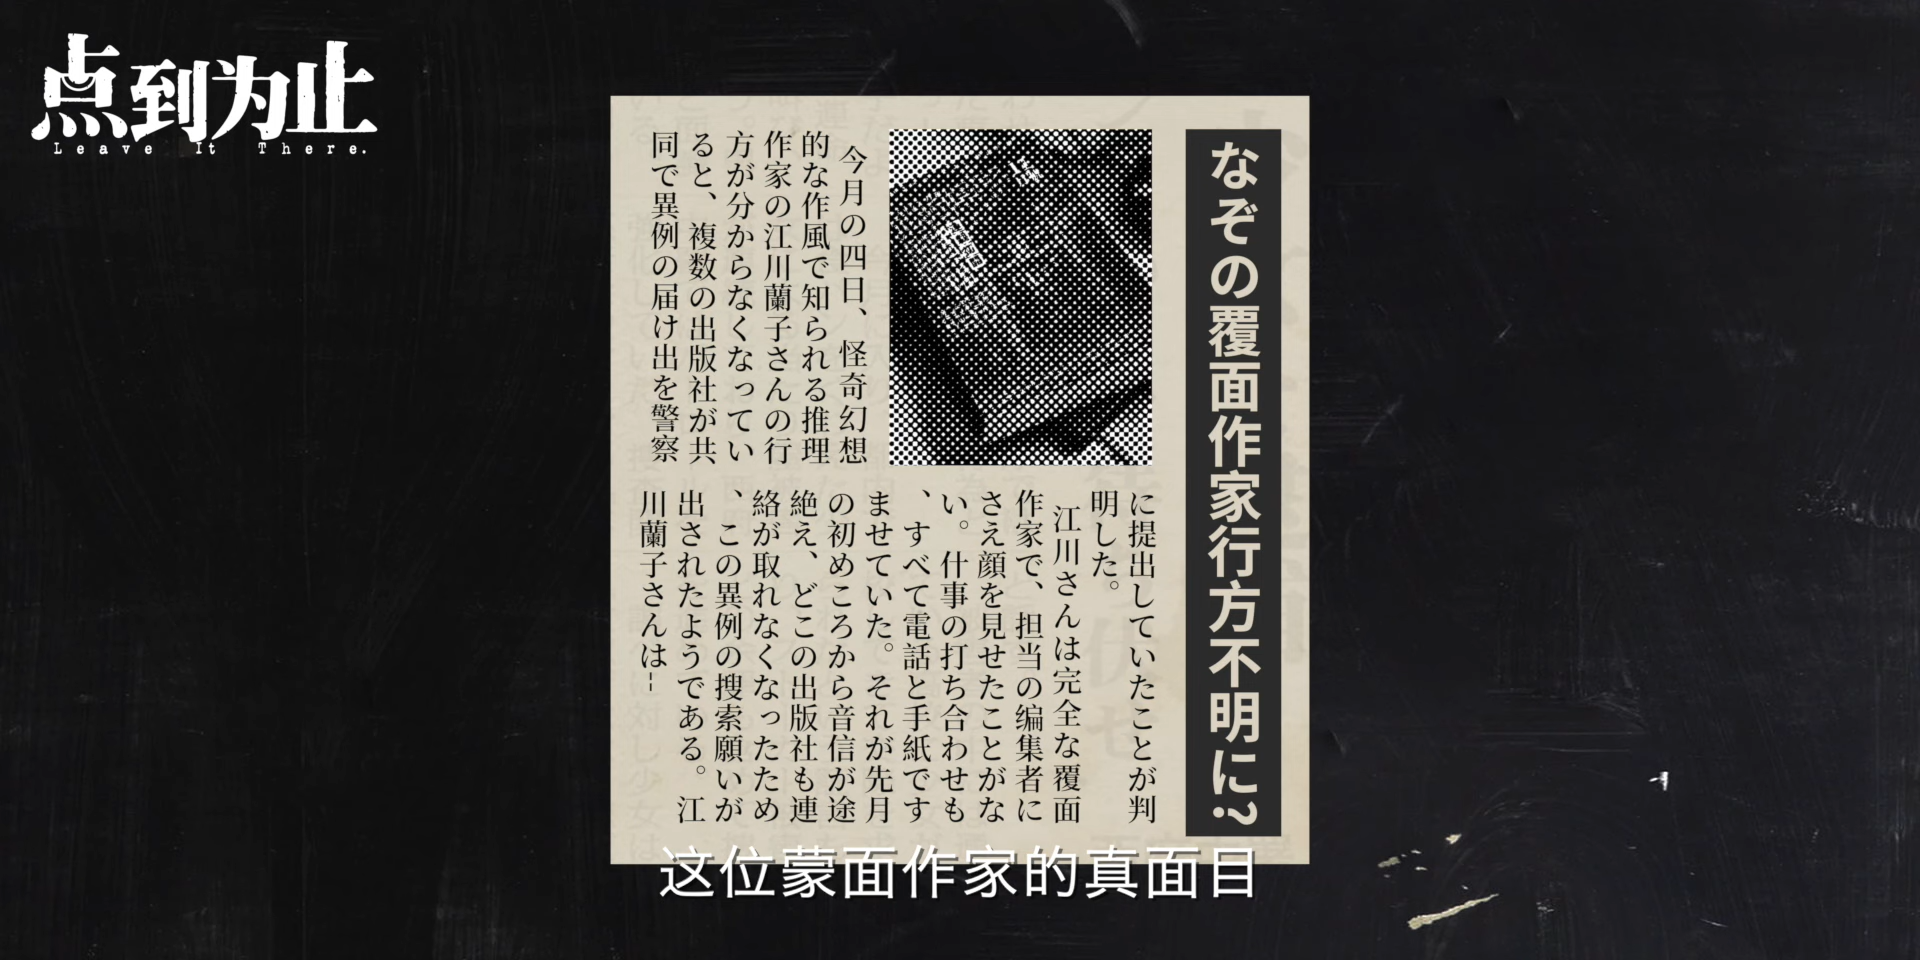 点到为止
Leave It There.
なぞの覆面作家行方不明に?
今月の四日、怪奇幻想
的な作風で知られる推理
作家の江川蘭子さんの行
方が分からなくなってい
ると、複数の出版社が共
同で異例の届け出を警察
に提出していたことが判
明した。
江川さんは完全な覆面
作家で、担当の编集者に
さえ顔を見せたことがな
い。仕事の打ち合わせも
、すべて電話と手紙です
ませていた。それが先月
の初めころから音信が途
絶え、どこの出版社も連
絡が取れなくなったため
、この異例の捜索願いが
出されたようである。江
川蘭子さんは--
这位蒙面作家的真面目